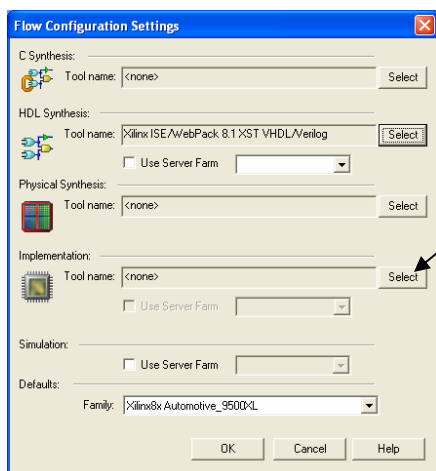 Flow Configuration Settings
C Synthesis:
Tool name: <none> Select
HDL Synthesis:
Tool name: Xilinx ISE/WebPack 8.1 XST VHDL/Verilog Select
Use Server Farm
Physical Synthesis:
Tool name: <none> Select
Implementation:
Tool name: <none> Select
Use Server Farm
Simulation:
Use Server Farm
Defaults:
Family: Xilinx8x Automotive_9500XL
OK Cancel Help